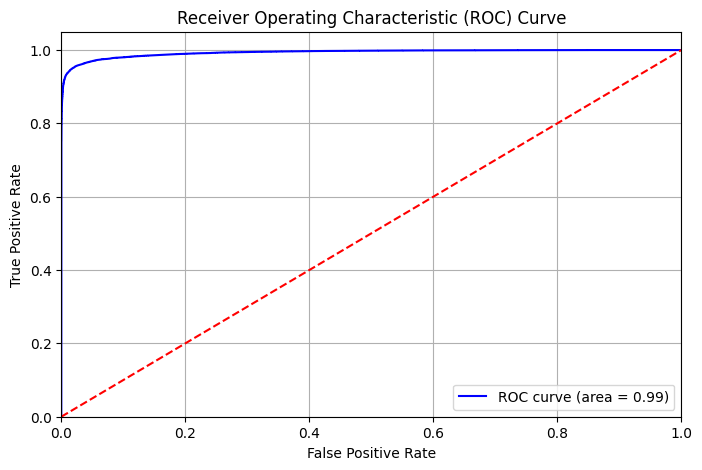 Receiver Operating Characteristic (ROC) Curve
True Positive Rate
1.0
0.8
0.6
0.4
0.2
0.0
0.0 0.2 0.4 0.6 0.8 1.0
False Positive Rate
ROC curve (area = 0.99)